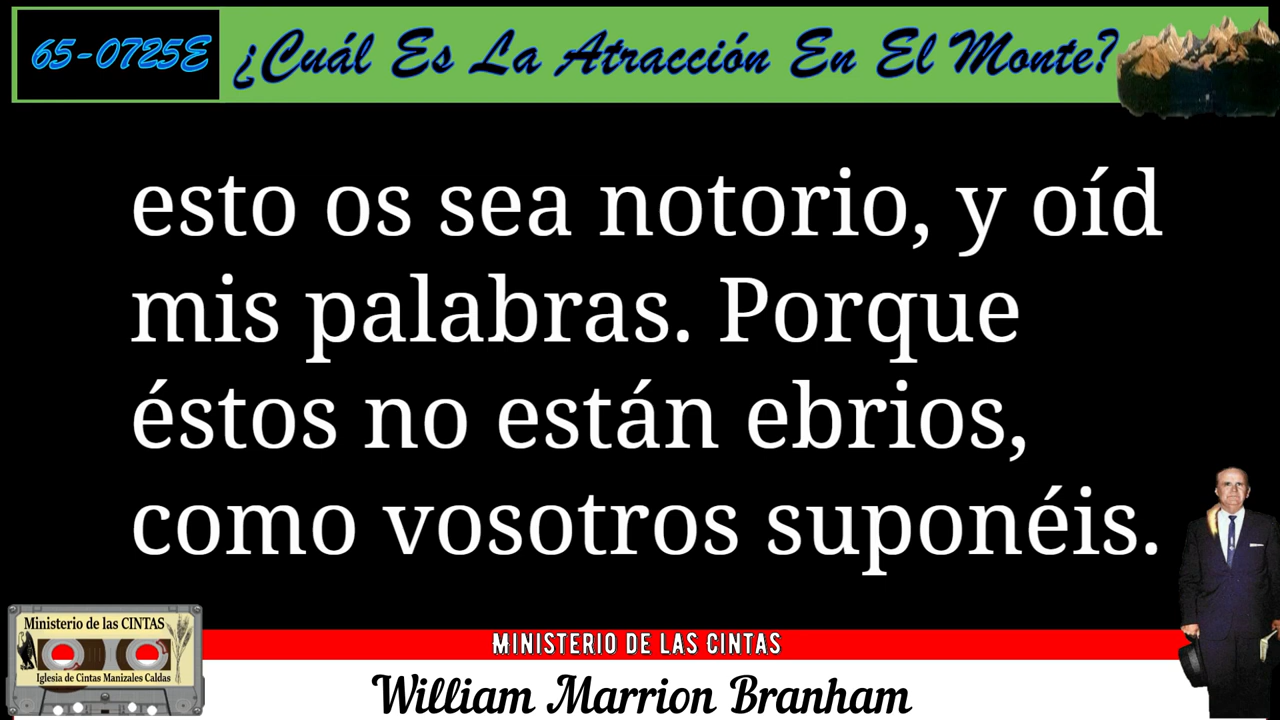 65-0725E ¿Cuál Es La Atracción En El Monte?
esto os sea notorio, y oíd
mis palabras. Porque
éstos no están ebrios,
como vosotros suponéis.
Ministerio de las CINTAS
Iglesia de Cintas Manizales Caldas
MINISTERIO DE LAS CINTAS
William Marrion Branham